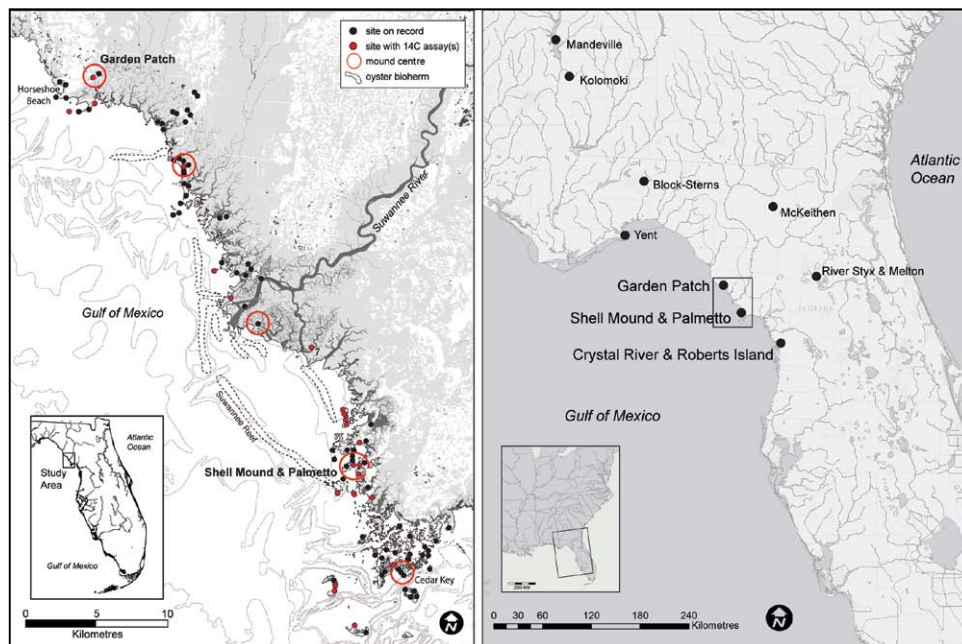 site on record
site with 14C assay(s)
mound centre
oyster bioherm
Garden Patch
Horseshoe
Beach
Suwannee River
Gulf of Mexico
Suwannee Reef
Shell Mound & Palmetto
Cedar Key
Atlantic
Ocean
Study
Area
Gulf of Mexico
0 5 10
Kilometres
N
Mandeville
Kolomoki
Atlantic
Ocean
Block-Sterns
McKeithen
Yent
River Styx & Melton
Garden Patch
FLORIDA
Shell Mound & Palmetto
Crystal River & Roberts Island
Gulf of Mexico
200 km
0 30 60 120 180 240
Kilometres
N